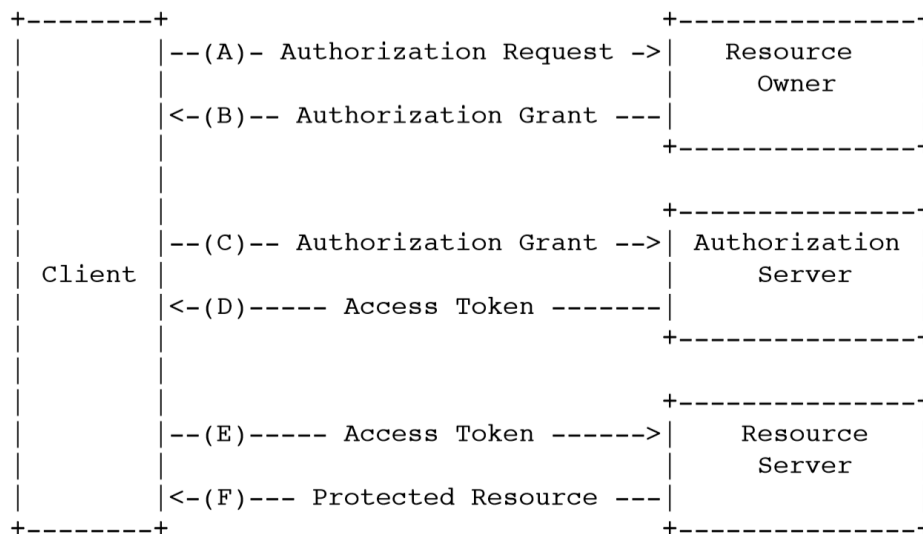 +--------+                               +---------------+
|        |--(A)- Authorization Request ->|   Resource
|        |                               |     Owner
|        |<-(B)-- Authorization Grant ---|
|        |                               +---------------+
|        |
|        |                               +---------------+
|        |--(C)-- Authorization Grant -->| Authorization
| Client |                               |     Server
|        |<-(D)----- Access Token -------|
|        |                               +---------------+
|        |
|        |                               +---------------+
|        |--(E)----- Access Token ------>|    Resource
|        |                               |     Server
|        |<-(F)--- Protected Resource ---|
+--------+                               +---------------+